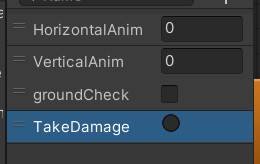 HorizontalAnim 0
VerticalAnim 0
groundCheck
TakeDamage